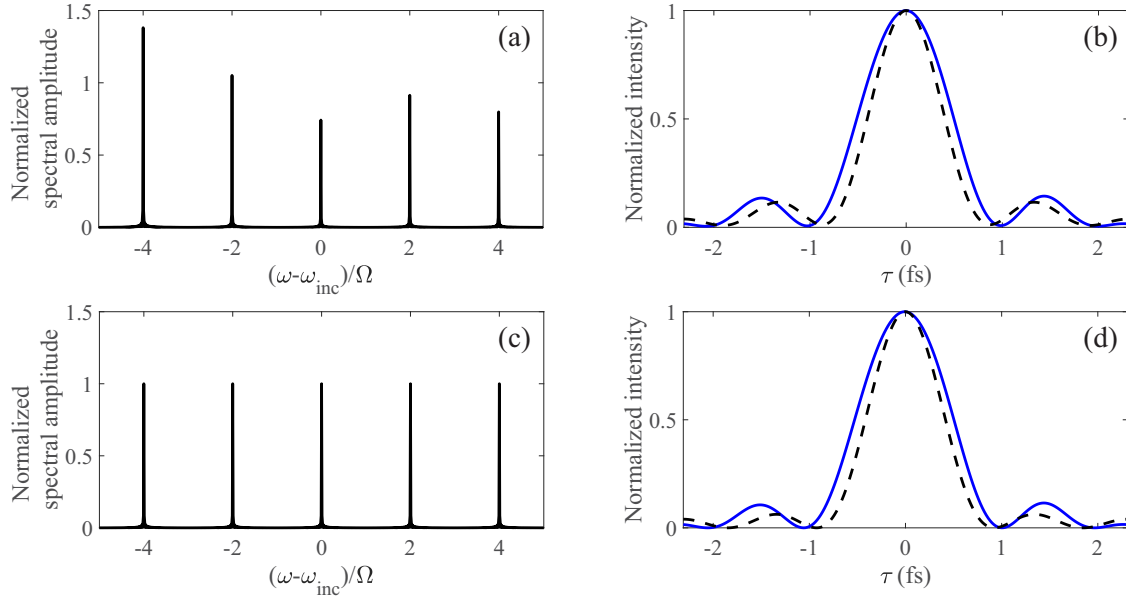 Normalized
spectral amplitude
1.5
1
0.5
0
-4
-2
0
2
4
(ω-ω_inc)/Ω
(a)
Normalized intensity
1
0.5
0
-2
-1
0
1
2
τ (fs)
(b)
Normalized
spectral amplitude
1.5
1
0.5
0
-4
-2
0
2
4
(ω-ω_inc)/Ω
(c)
Normalized intensity
1
0.5
0
-2
-1
0
1
2
τ (fs)
(d)